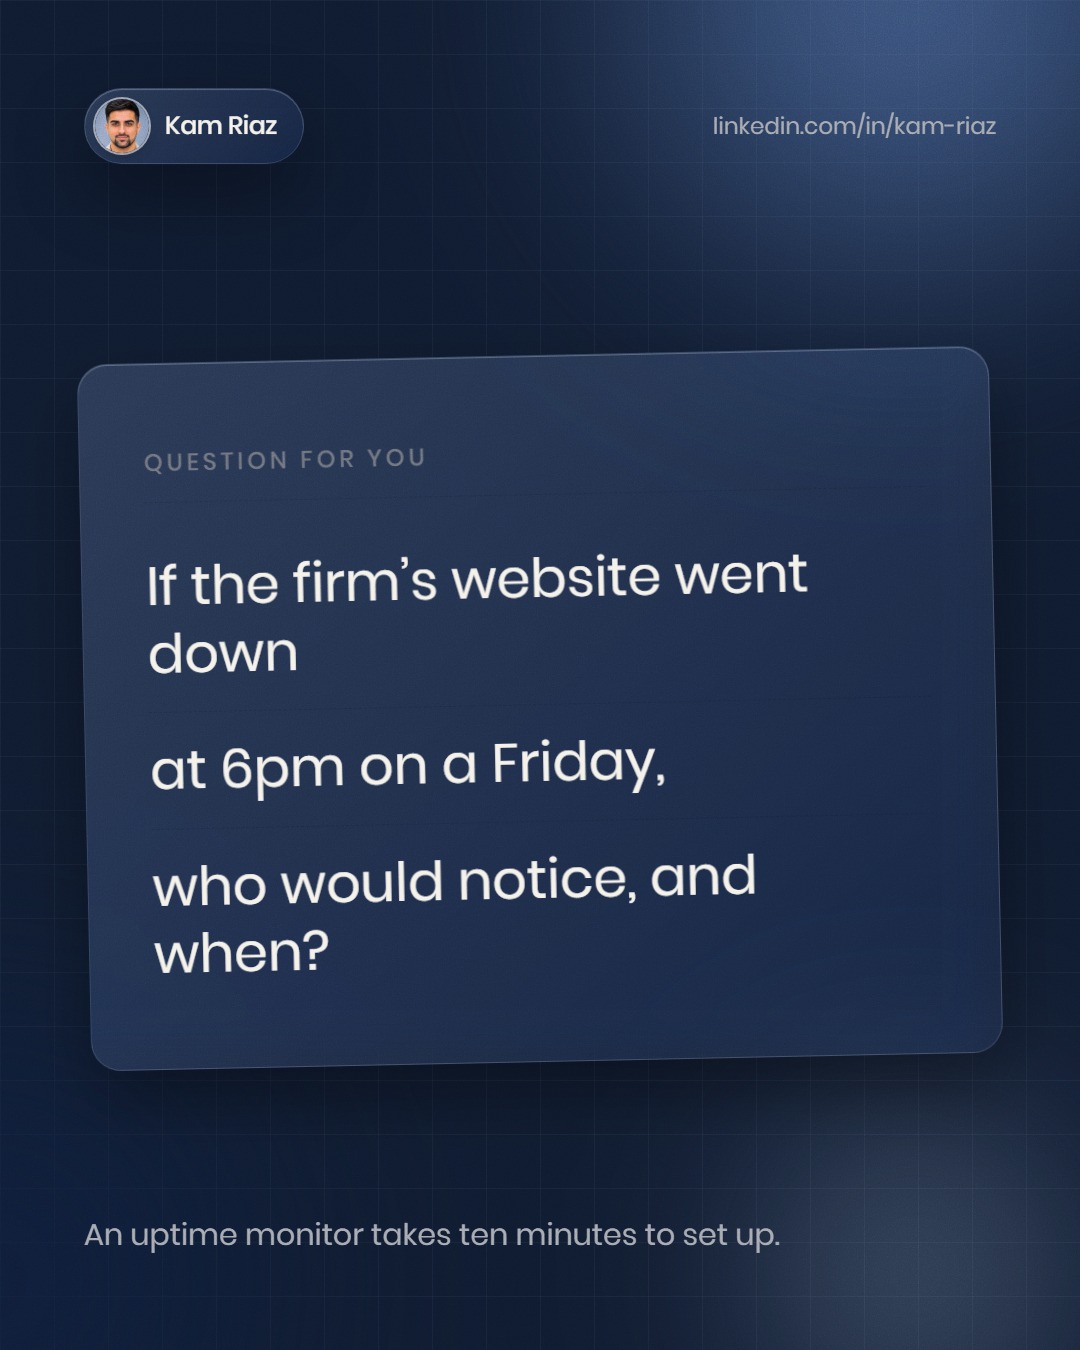 Kam Riaz
linkedin.com/in/kam-riaz
QUESTION FOR YOU
If the firm’s website went
down
at 6pm on a Friday,
who would notice, and
when?
An uptime monitor takes ten minutes to set up.